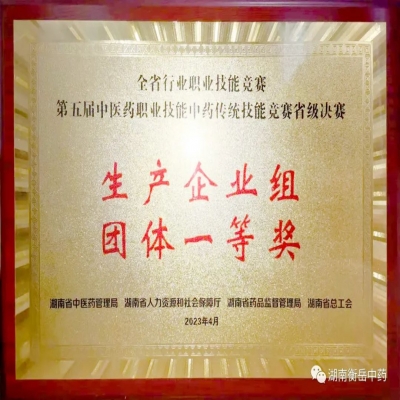 全省行业职业技能竞赛
第五届中医药职业技能中药传统技能竞赛省级决赛
生产企业组
团体一等奖
湖南省中医药管理局 湖南省人力资源和社会保障厅 湖南省药品监督管理局 湖南省总工会
2023年4月
湖南衡岳中药